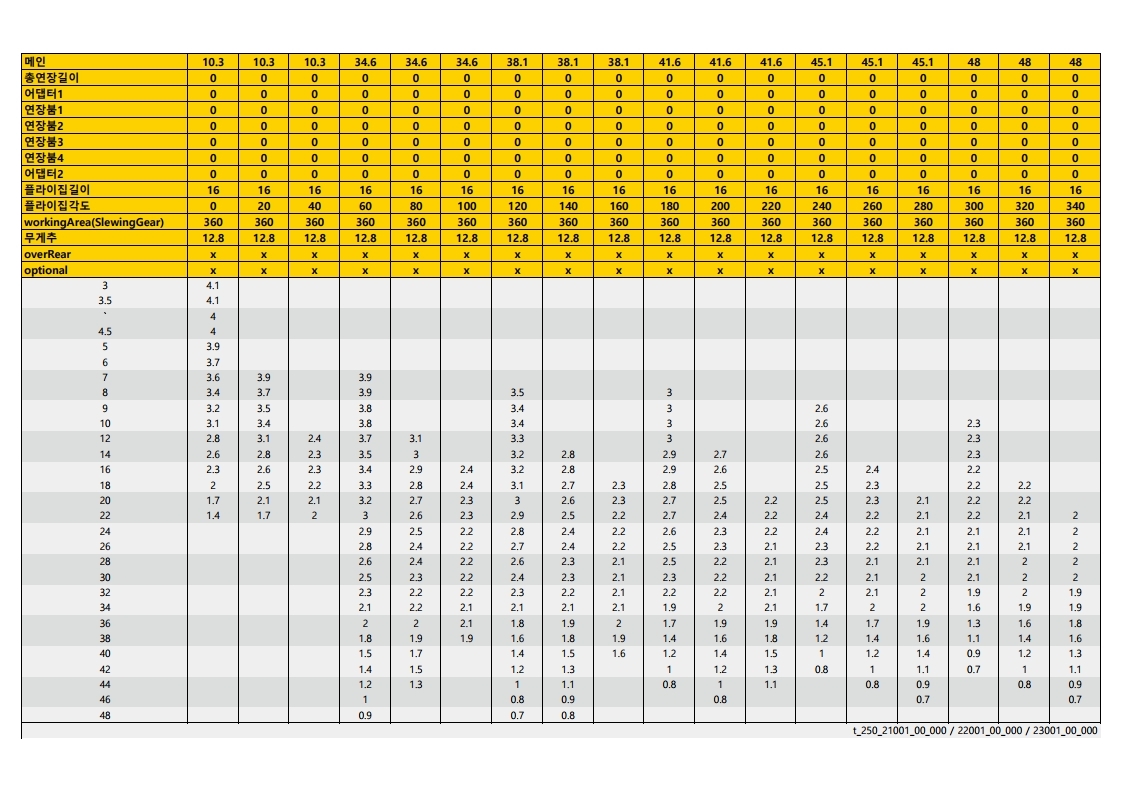 메인 10.3 10.3 10.3 34.6 34.6 34.6 38.1 38.1 38.1 41.6 41.6 41.6 45.1 45.1 45.1 48 48 48
총연장길이 0 0 0 0 0 0 0 0 0 0 0 0 0 0 0 0 0 0
어댑터1 0 0 0 0 0 0 0 0 0 0 0 0 0 0 0 0 0 0
연장붐1 0 0 0 0 0 0 0 0 0 0 0 0 0 0 0 0 0 0
연장붐2 0 0 0 0 0 0 0 0 0 0 0 0 0 0 0 0 0 0
연장붐3 0 0 0 0 0 0 0 0 0 0 0 0 0 0 0 0 0 0
연장붐4 0 0 0 0 0 0 0 0 0 0 0 0 0 0 0 0 0 0
어댑터2 0 0 0 0 0 0 0 0 0 0 0 0 0 0 0 0 0 0
플라이집길이 16 16 16 16 16 16 16 16 16 16 16 16 16 16 16 16 16 16
플라이집각도 0 20 40 60 80 100 120 140 160 180 200 220 240 260 280 300 320 340
workingArea(SlewingGear) 360 360 360 360 360 360 360 360 360 360 360 360 360 360 360 360 360 360
무게추 12.8 12.8 12.8 12.8 12.8 12.8 12.8 12.8 12.8 12.8 12.8 12.8 12.8 12.8 12.8 12.8 12.8 12.8
overRear x x x x x x x x x x x x x x x x x x
optional x x x x x x x x x x x x x x x x x x
3 4.1
3.5 4.1
` 4
4.5 4
5 3.9
6 3.7
7 3.6 3.9 3.9
8 3.4 3.7 3.9 3.5 3
9 3.2 3.5 3.8 3.4 3 2.6
10 3.1 3.4 3.8 3.4 3 2.6 2.3
12 2.8 3.1 2.4 3.7 3.1 3.3 3 2.6 2.3
14 2.6 2.8 2.3 3.5 3 3.2 2.8 2.9 2.7 2.6 2.3
16 2.3 2.6 2.3 3.4 2.9 2.4 3.2 2.8 2.9 2.6 2.5 2.4 2.2
18 2 2.5 2.2 3.3 2.8 2.4 3.1 2.7 2.3 2.8 2.5 2.5 2.3 2.2 2.2
20 1.7 2.1 2.1 3.2 2.7 2.3 3 2.6 2.3 2.7 2.5 2.2 2.5 2.3 2.1 2.2 2.2
22 1.4 1.7 2 3 2.6 2.3 2.9 2.5 2.2 2.7 2.4 2.2 2.4 2.2 2.1 2.2 2.1 2
24 2.9 2.5 2.2 2.8 2.4 2.2 2.6 2.3 2.2 2.4 2.2 2.1 2.1 2.1 2
26 2.8 2.4 2.2 2.7 2.4 2.2 2.5 2.3 2.1 2.3 2.2 2.1 2.1 2.1 2
28 2.6 2.4 2.2 2.6 2.3 2.1 2.5 2.2 2.1 2.3 2.1 2.1 2.1 2 2
30 2.5 2.3 2.2 2.4 2.3 2.1 2.3 2.2 2.1 2.2 2.1 2 2.1 2 2
32 2.3 2.2 2.2 2.3 2.2 2.1 2.2 2.1 2 2.1 2 2 1.9 2 1.9
34 2.1 2.2 2.1 2.1 2.1 2.1 1.9 2 2.1 1.7 2 2 1.6 1.9 1.9
36 2 2 2.1 1.8 1.9 2 1.7 1.9 1.9 1.4 1.7 1.9 1.3 1.6 1.8
38 1.8 1.9 1.9 1.6 1.8 1.9 1.4 1.6 1.8 1.2 1.4 1.6 1.1 1.4 1.6
40 1.5 1.7 1.4 1.5 1.6 1.2 1.4 1.5 1 1.2 1.4 0.9 1.2 1.3
42 1.4 1.5 1.2 1.3 1 1.2 1.3 0.8 1 1.1 0.7 1 1.1
44 1.2 1.3 1 1.1 0.8 1 1.1 0.8 0.9 0.8 0.9
46 1 0.8 0.9 0.8 0.7 0.7
48 0.9 0.7 0.8
t_250_21001_00_000 / 22001_00_000 / 23001_00_000